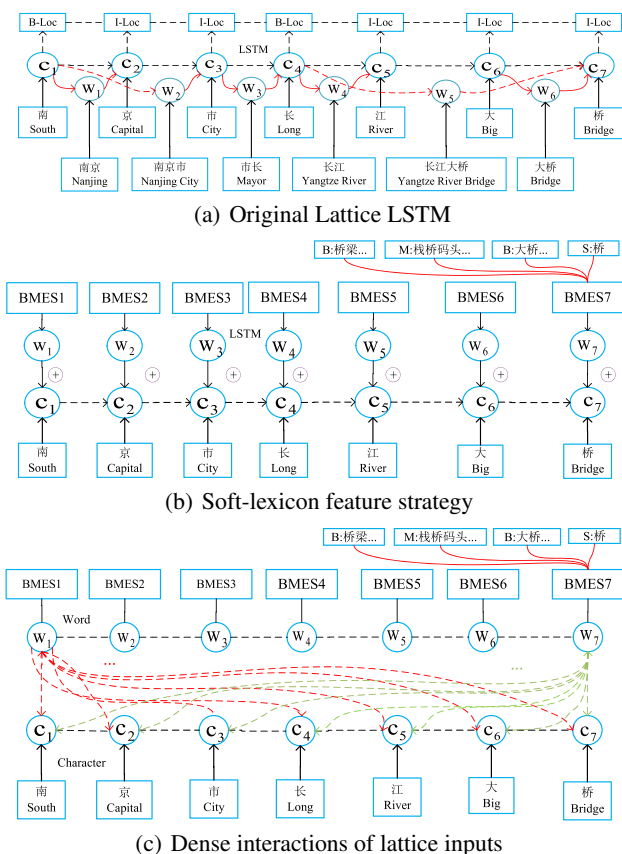 B-Loc I-Loc I-Loc B-Loc I-Loc I-Loc I-Loc
LSTM
c1 c2 c3 c4 c5 c6 c7
w1 w2 w3 w4 w5 w6
南 京 市 长 江 大 桥
South Capital City Long River Big Bridge
南京 南京市 市长 长江 长江大桥 大桥
Nanjing Nanjing City Mayor Yangtze River Yangtze River Bridge Bridge
(a) Original Lattice LSTM
B:桥梁... M:栈桥码头... B:大桥... S:桥
BMES1 BMES2 BMES3 BMES4 BMES5 BMES6 BMES7
LSTM
w1 w2 w3 w4 w5 w6 w7
+ + + + + + +
c1 c2 c3 c4 c5 c6 c7
南 京 市 长 江 大 桥
South Capital City Long River Big Bridge
(b) Soft-lexicon feature strategy
B:桥梁... M:栈桥码头... B:大桥... S:桥
BMES1 BMES2 BMES3 BMES4 BMES5 BMES6 BMES7
Word
w1 w2 w3 w4 w5 w6 w7
... ...
c1 c2 c3 c4 c5 c6 c7
Character
南 京 市 长 江 大 桥
South Capital City Long River Big Bridge
(c) Dense interactions of lattice inputs